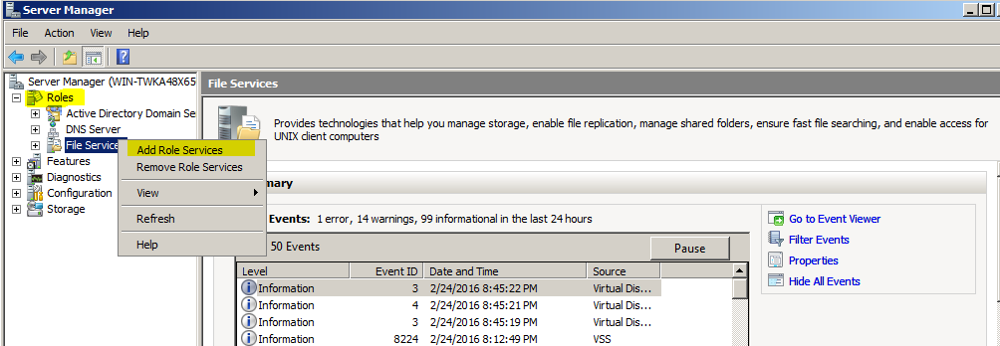 Server Manager
File Action View Help
Server Manager (WIN-TWKA48X65
Roles
Active Directory Domain Se
DNS Server
File Service
Features
Diagnostics
Configuration
Storage
Add Role Services
Remove Role Services
View
Refresh
Help
File Services
Provides technologies that help you manage storage, enable file replication, manage shared folders, ensure fast file searching, and enable access for
UNIX client computers
mmary
Events: 1 error, 14 warnings, 99 informational in the last 24 hours
50 Events
Pause
Level Event ID Date and Time Source
Information 3 2/24/2016 8:45:22 PM Virtual Dis...
Information 4 2/24/2016 8:45:21 PM Virtual Dis...
Information 3 2/24/2016 8:45:19 PM Virtual Dis...
Information 8224 2/24/2016 8:12:49 PM VSS
Go to Event Viewer
Filter Events
Properties
Hide All Events